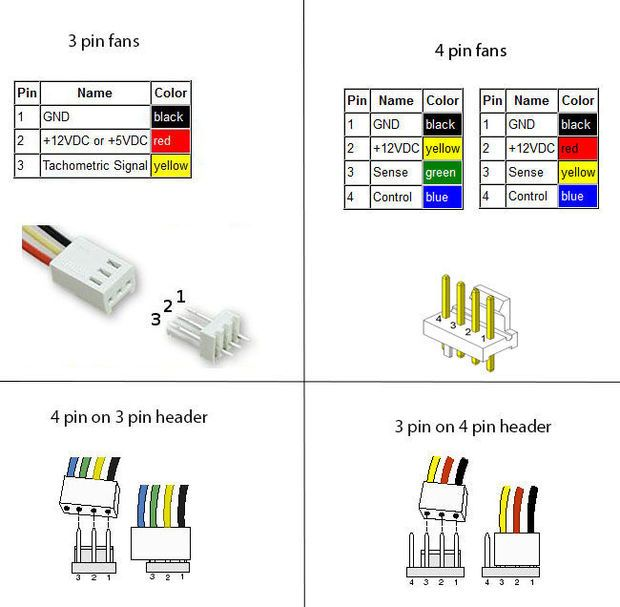 3 pin fans
Pin Name Color
1 GND black
2 +12VDC or +5VDC red
3 Tachometric Signal yellow
1
2
3
4 pin fans
Pin Name Color
1 GND black
2 +12VDC yellow
3 Sense green
4 Control blue
Pin Name Color
1 GND black
2 +12VDC red
3 Sense yellow
4 Control blue
4 3 2 1
4 pin on 3 pin header
3 2 1
3 2 1
3 pin on 4 pin header
4 3 2 1
4 3 2 1